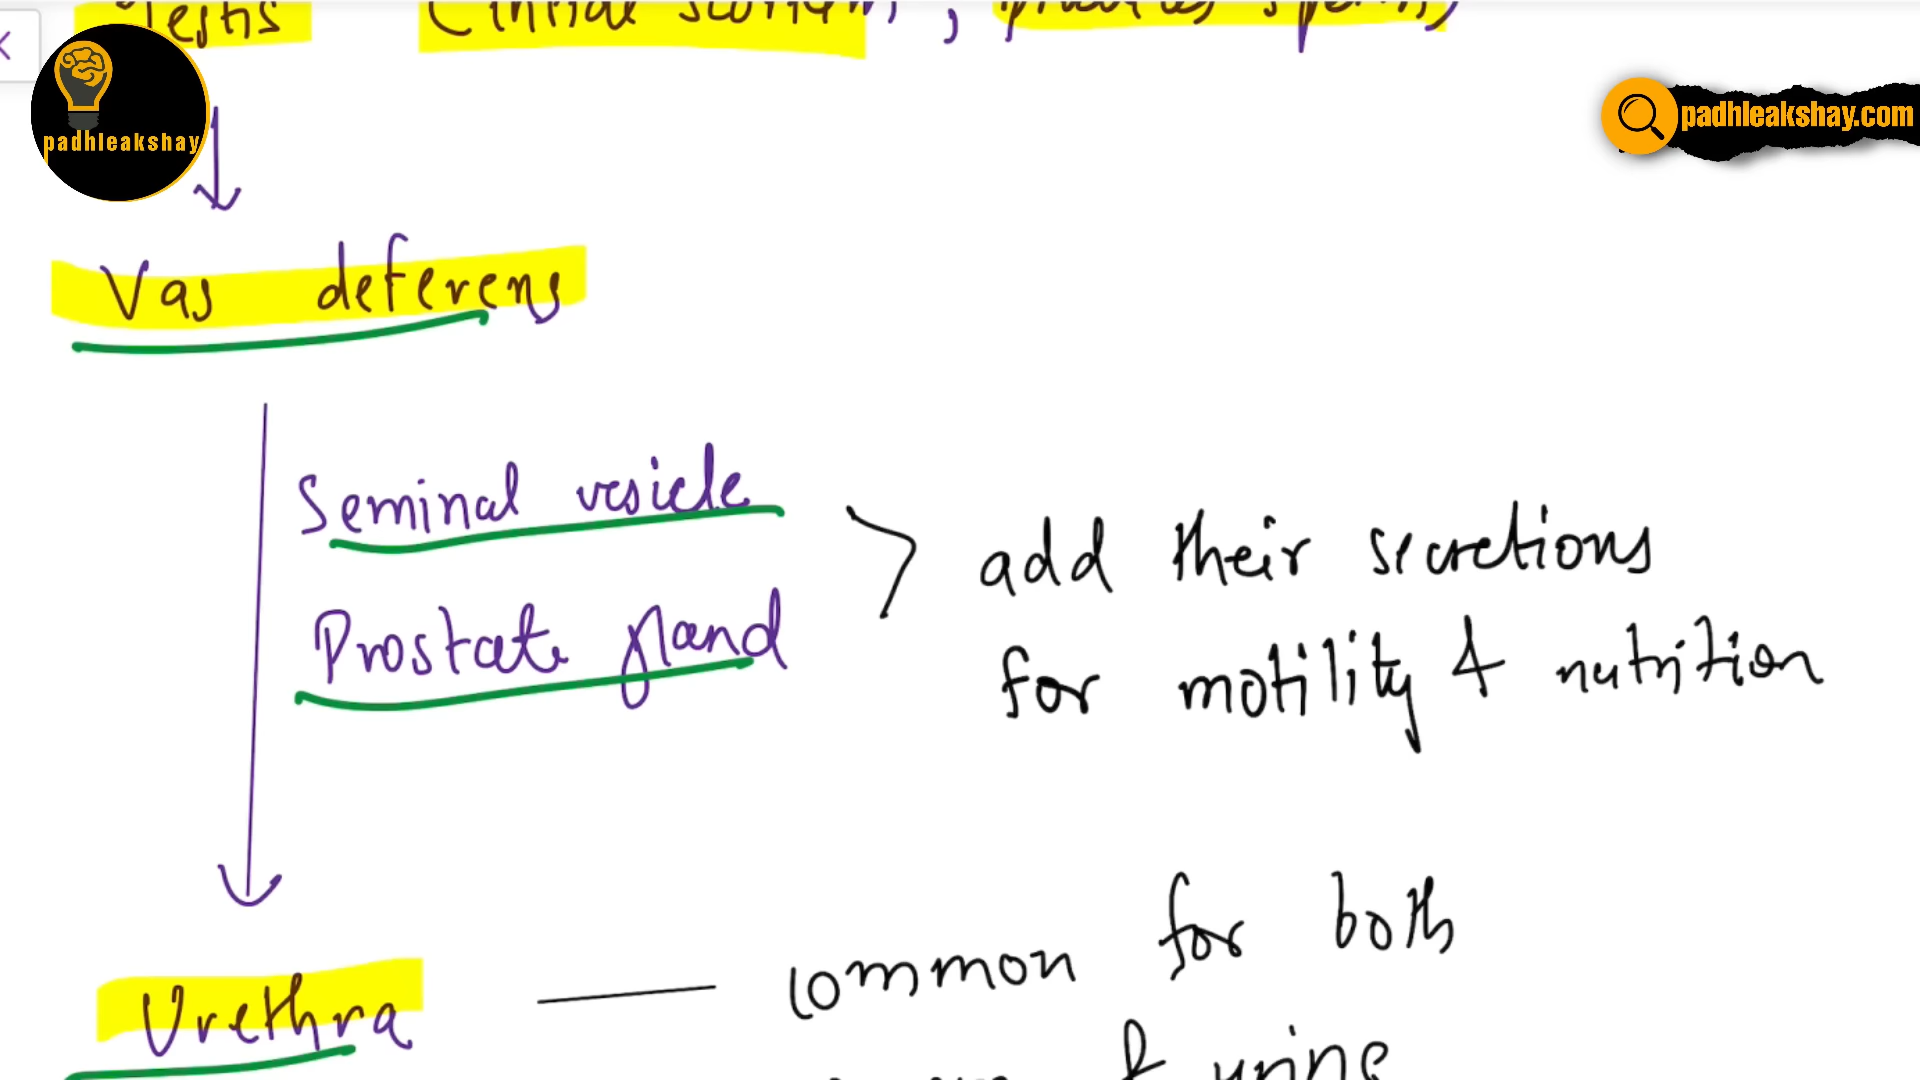 Testis
padhleakshay
padhleakshay.com
Vas deferens
Seminal vesicle
Prostate gland
add their secretions
for motility & nutrition
Urethra — common for both
& urine